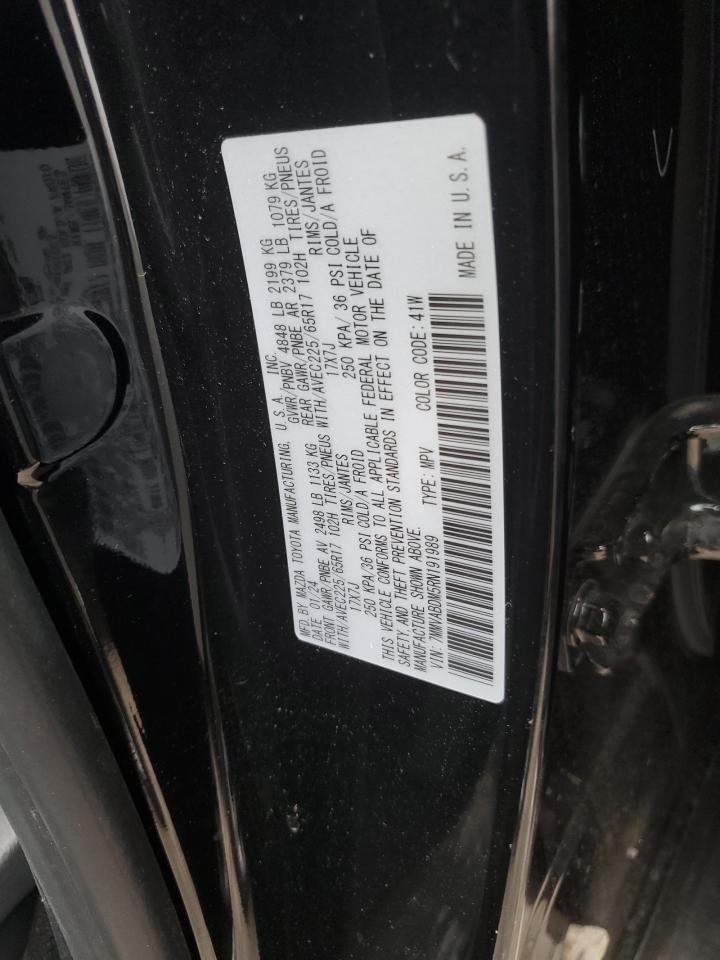 MFD. BY MAZDA TOYOTA MANUFACTURING, U.S.A., INC.
DATE 01/24 GVWR/PNBV 4848 LB 2199 KG
FRONT GAWR/PNBE AV 2498 LB 1133 KG REAR GAWR/PNBE AR 2379 LB 1079 KG
WITH/AVEC225/65R17 102H TIRES/PNEUS WITH/AVEC225/65R17 102H TIRES/PNEUS
17X7J RIMS/JANTES 17X7J RIMS/JANTES
250 KPA/36 PSI COLD/A FROID 250 KPA/ 36 PSI COLD/A FROID
THIS VEHICLE CONFORMS TO ALL APPLICABLE FEDERAL MOTOR VEHICLE
SAFETY, AND THEFT PREVENTION STANDARDS IN EFFECT ON THE DATE OF
MANUFACTURE SHOWN ABOVE.
VIN: 7MMVABDM5RN191989 TYPE: MPV COLOR CODE: 41W
MADE IN U.S.A.